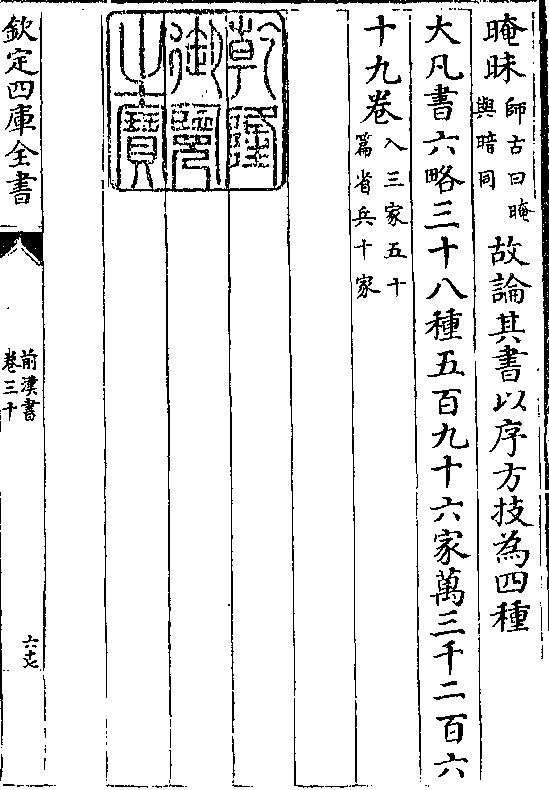 晻昧師古曰晻與暗同故論其書以序方技為四種
大凡書六略三十八種五百九十六家萬三千二百六
十九卷入三家五十篇省兵十家
乾隆御覽之寶
欽定四庫全書
前漢書
卷三十